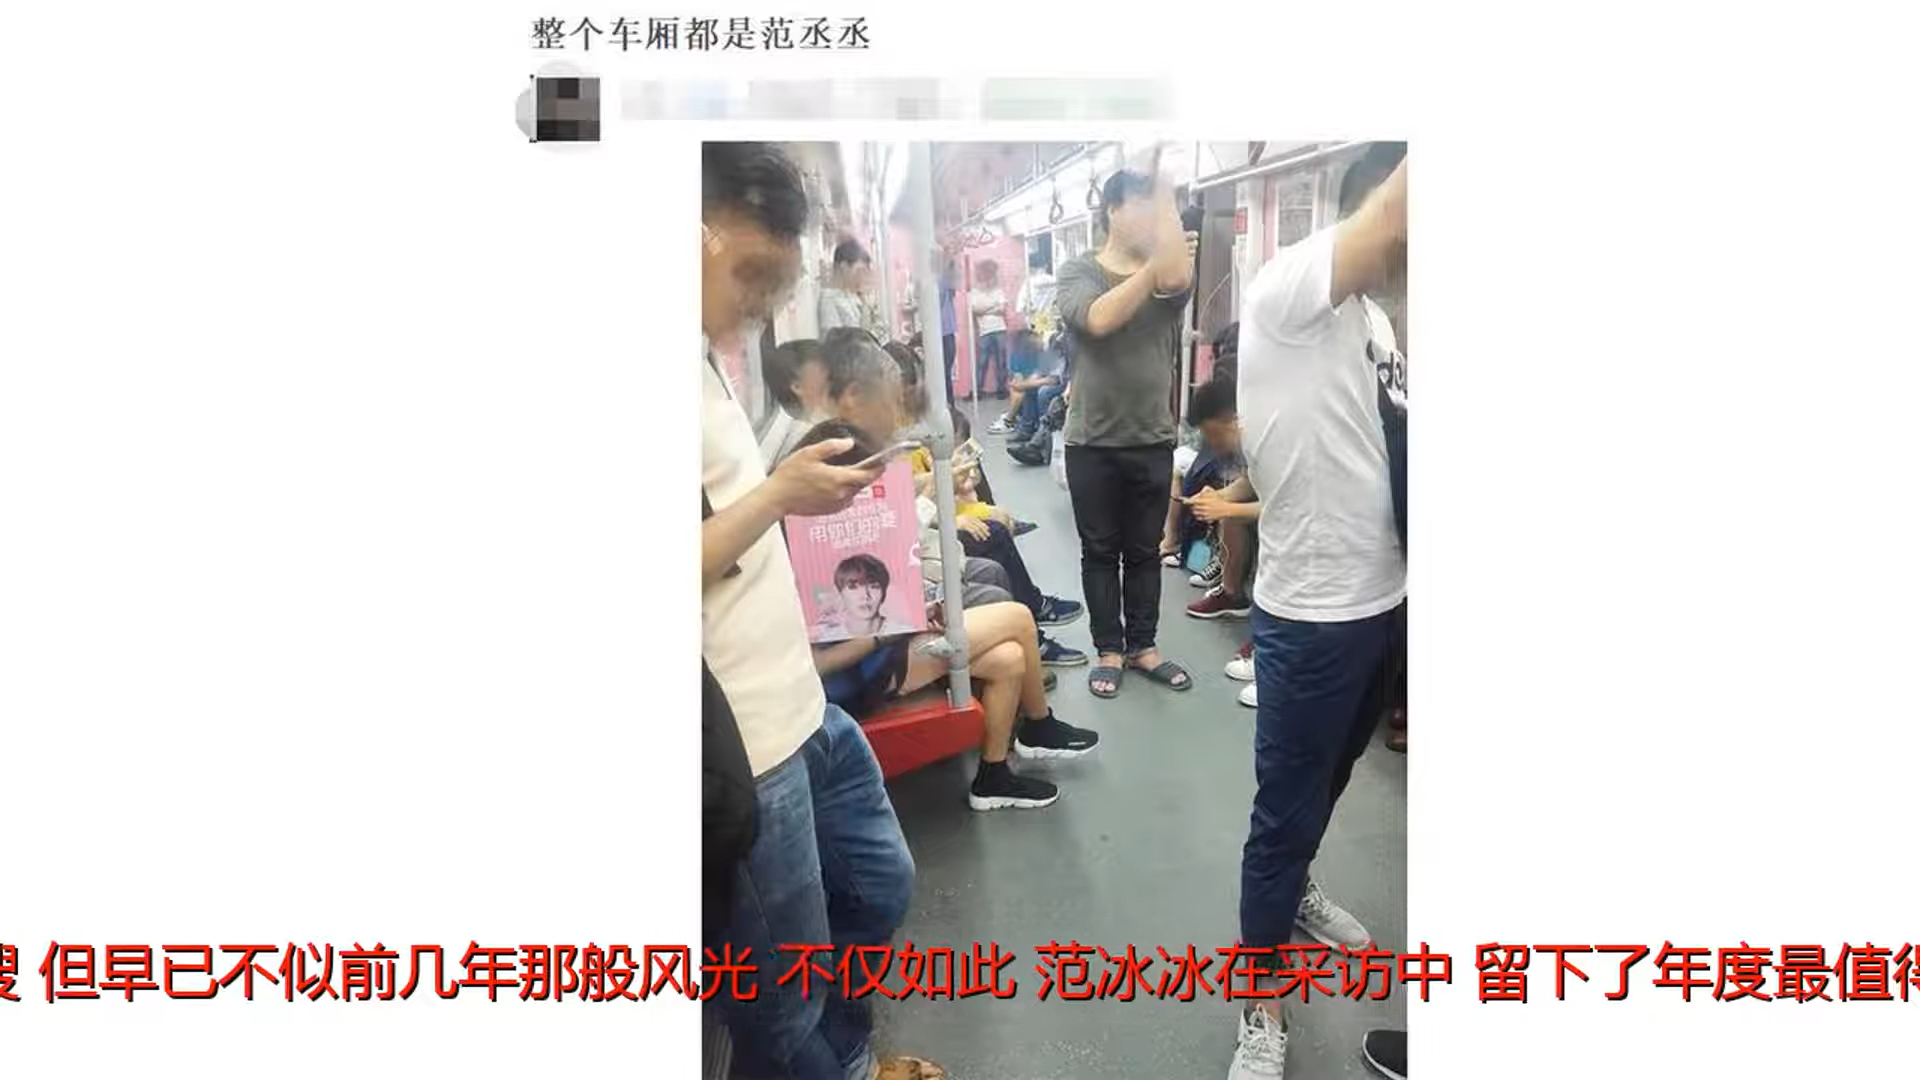 整个车厢都是范丞丞
但早已不似前几年那般风光 不仅如此 范冰冰在采访中 留下了年度最值得